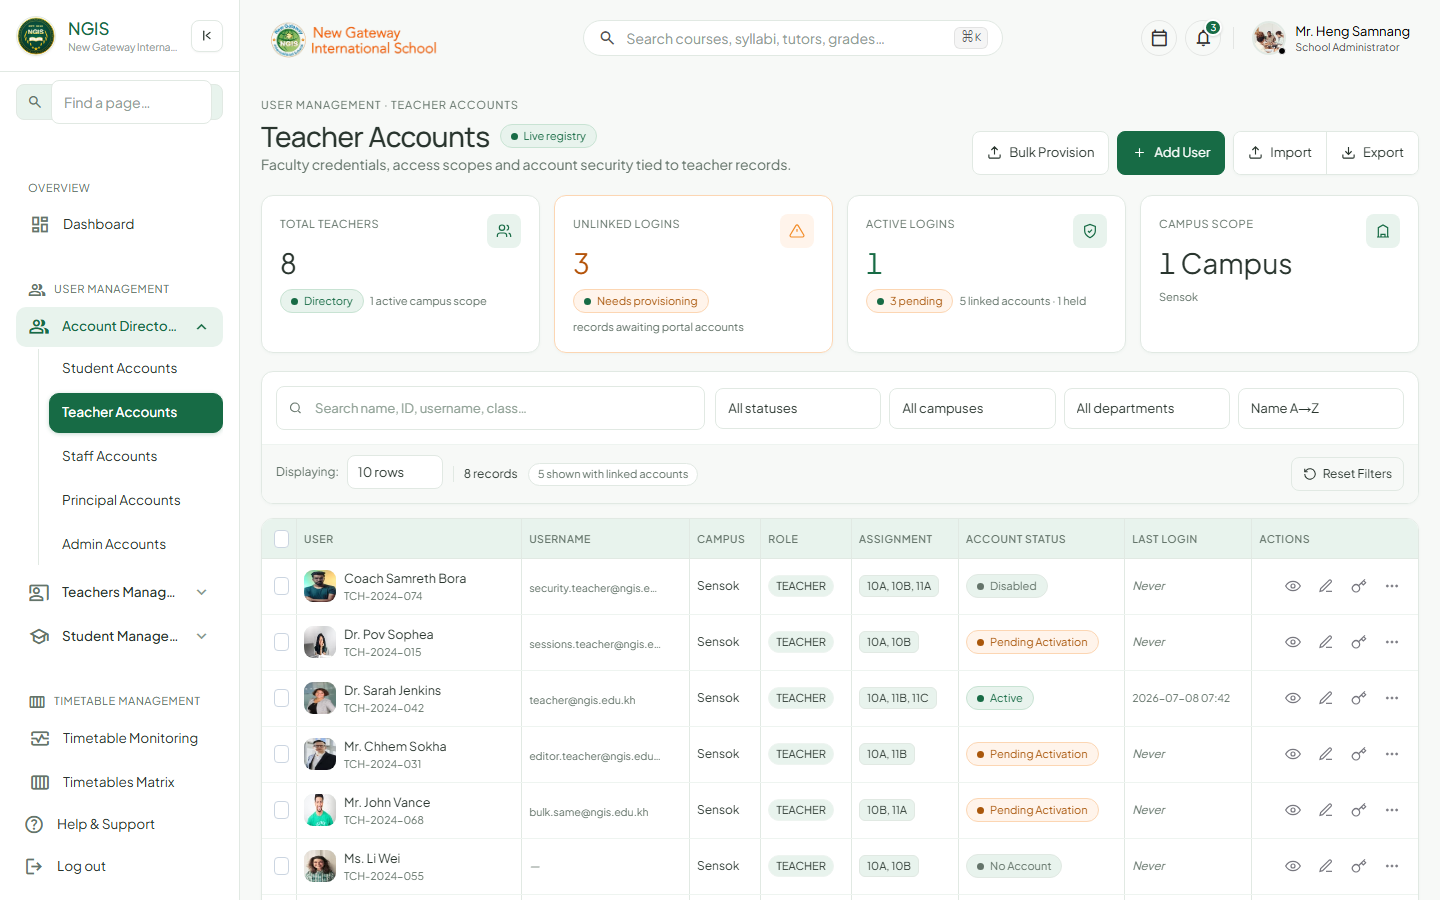 NGIS
New Gateway Interna...
Find a page...
OVERVIEW
Dashboard
USER MANAGEMENT
Account Directo...
Student Accounts
Teacher Accounts
Staff Accounts
Principal Accounts
Admin Accounts
Teachers Manag...
Student Manage...
TIMETABLE MANAGEMENT
Timetable Monitoring
Timetables Matrix
Help & Support
Log out
NGIS
New Gateway
International School
Search courses, syllabi, tutors, grades...
⌘K
3
Mr. Heng Samnang
School Administrator
USER MANAGEMENT · TEACHER ACCOUNTS
Teacher Accounts
Live registry
Faculty credentials, access scopes and account security tied to teacher records.
Bulk Provision
Add User
Import
Export
TOTAL TEACHERS
8
Directory
1 active campus scope
UNLINKED LOGINS
3
Needs provisioning
records awaiting portal accounts
ACTIVE LOGINS
1
3 pending
5 linked accounts · 1 held
CAMPUS SCOPE
1 Campus
Sensok
Search name, ID, username, class...
All statuses
All campuses
All departments
Name A→Z
Displaying:
10 rows
8 records
5 shown with linked accounts
Reset Filters
USER USERNAME CAMPUS ROLE ASSIGNMENT ACCOUNT STATUS LAST LOGIN ACTIONS
Coach Samreth Bora
TCH-2024-074
security.teacher@ngis.e... Sensok TEACHER 10A, 10B, 11A Disabled Never
Dr. Pov Sophea
TCH-2024-015
sessions.teacher@ngis.e... Sensok TEACHER 10A, 10B Pending Activation Never
Dr. Sarah Jenkins
TCH-2024-042
teacher@ngis.edu.kh Sensok TEACHER 10A, 11B, 11C Active 2026-07-08 07:42
Mr. Chhem Sokha
TCH-2024-031
editor.teacher@ngis.edu... Sensok TEACHER 10A, 11B Pending Activation Never
Mr. John Vance
TCH-2024-068
bulk.same@ngis.edu.kh Sensok TEACHER 10B, 11A Pending Activation Never
Ms. Li Wei
TCH-2024-055
— Sensok TEACHER 10A, 10B No Account Never